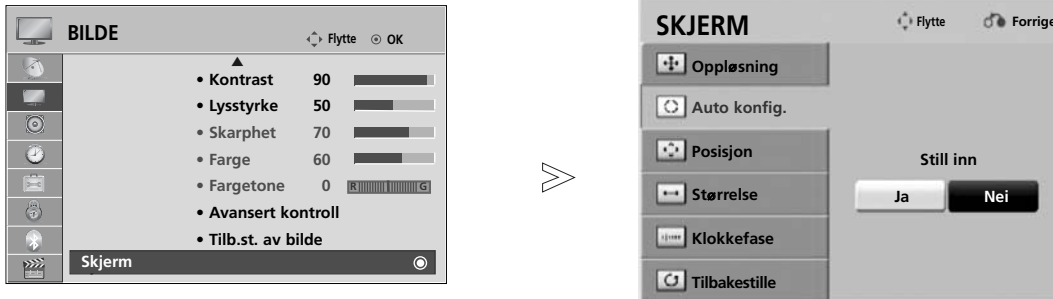 BILDE
Flytte OK
• Kontrast 90
• Lysstyrke 50
• Skarphet 70
• Farge 60
• Fargetone 0 R G
• Avansert kontroll
• Tilb.st. av bilde
Skjerm
SKJERM
Flytte Forrige
Oppløsning
Auto konfig.
Posisjon
Størrelse
Klokkefase
Tilbakestille
Still inn
Ja Nei